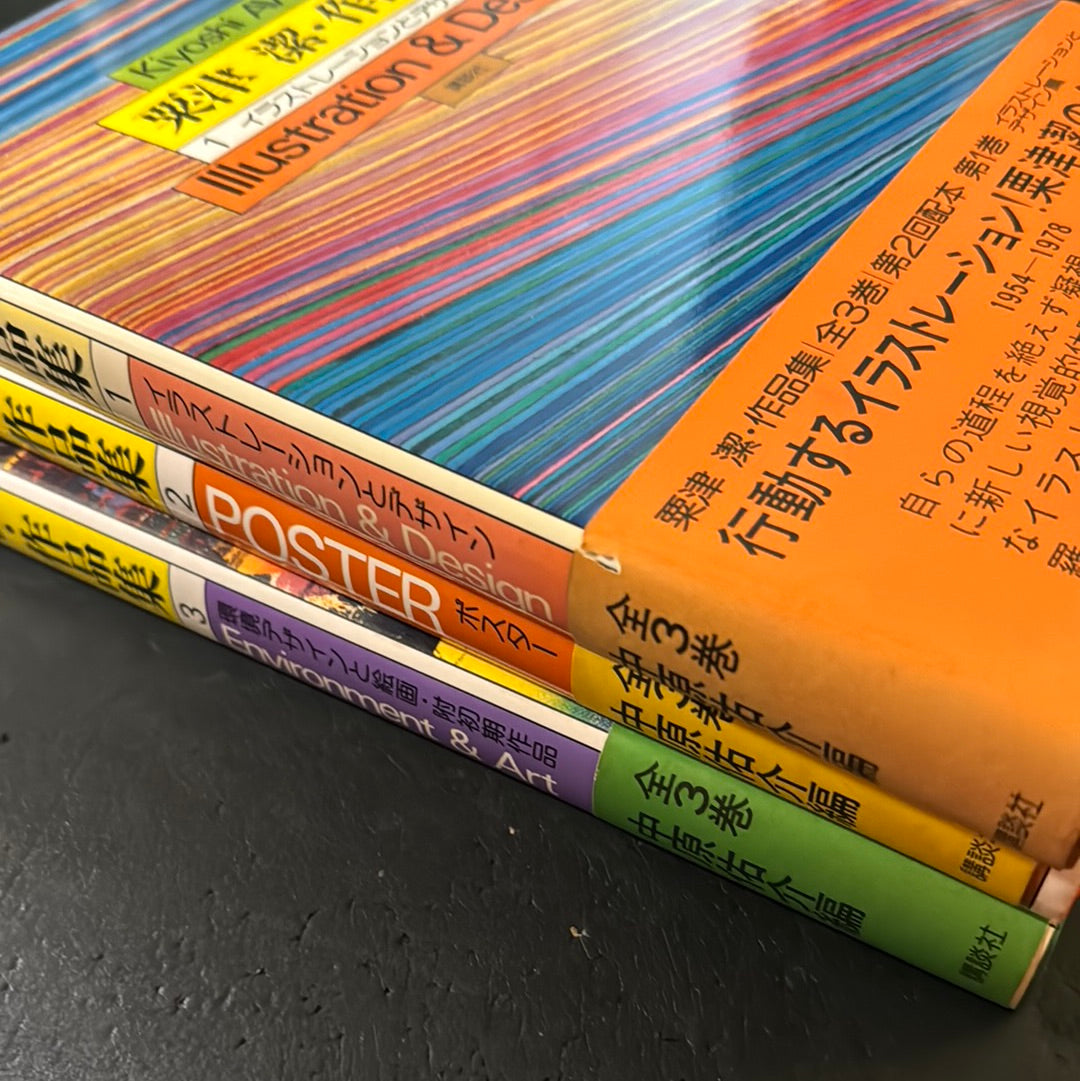 Kiyoshi
粟津 潔・作
1 イラストレーションとデザ
Illustration & De
講談社
粟津 潔・作品集|全3巻|第2回配本 第1巻 イラストレーションと デザイン編
行動するイラストレーション|粟津潔の
1954—1978
自らの道程を絶えず凝視
に新しい視覚的
なイラス
羅
品集
1
イラストレーションとデザイン
Illustration & Design
全3巻
中原佑介編
講談社
作品集
2
POSTER
ポスター
全3巻
中原佑介編
講談
・作品集
3
環境デザインと絵画・附初期作品
Environment & Art
全3巻
中原佑介編
講談社